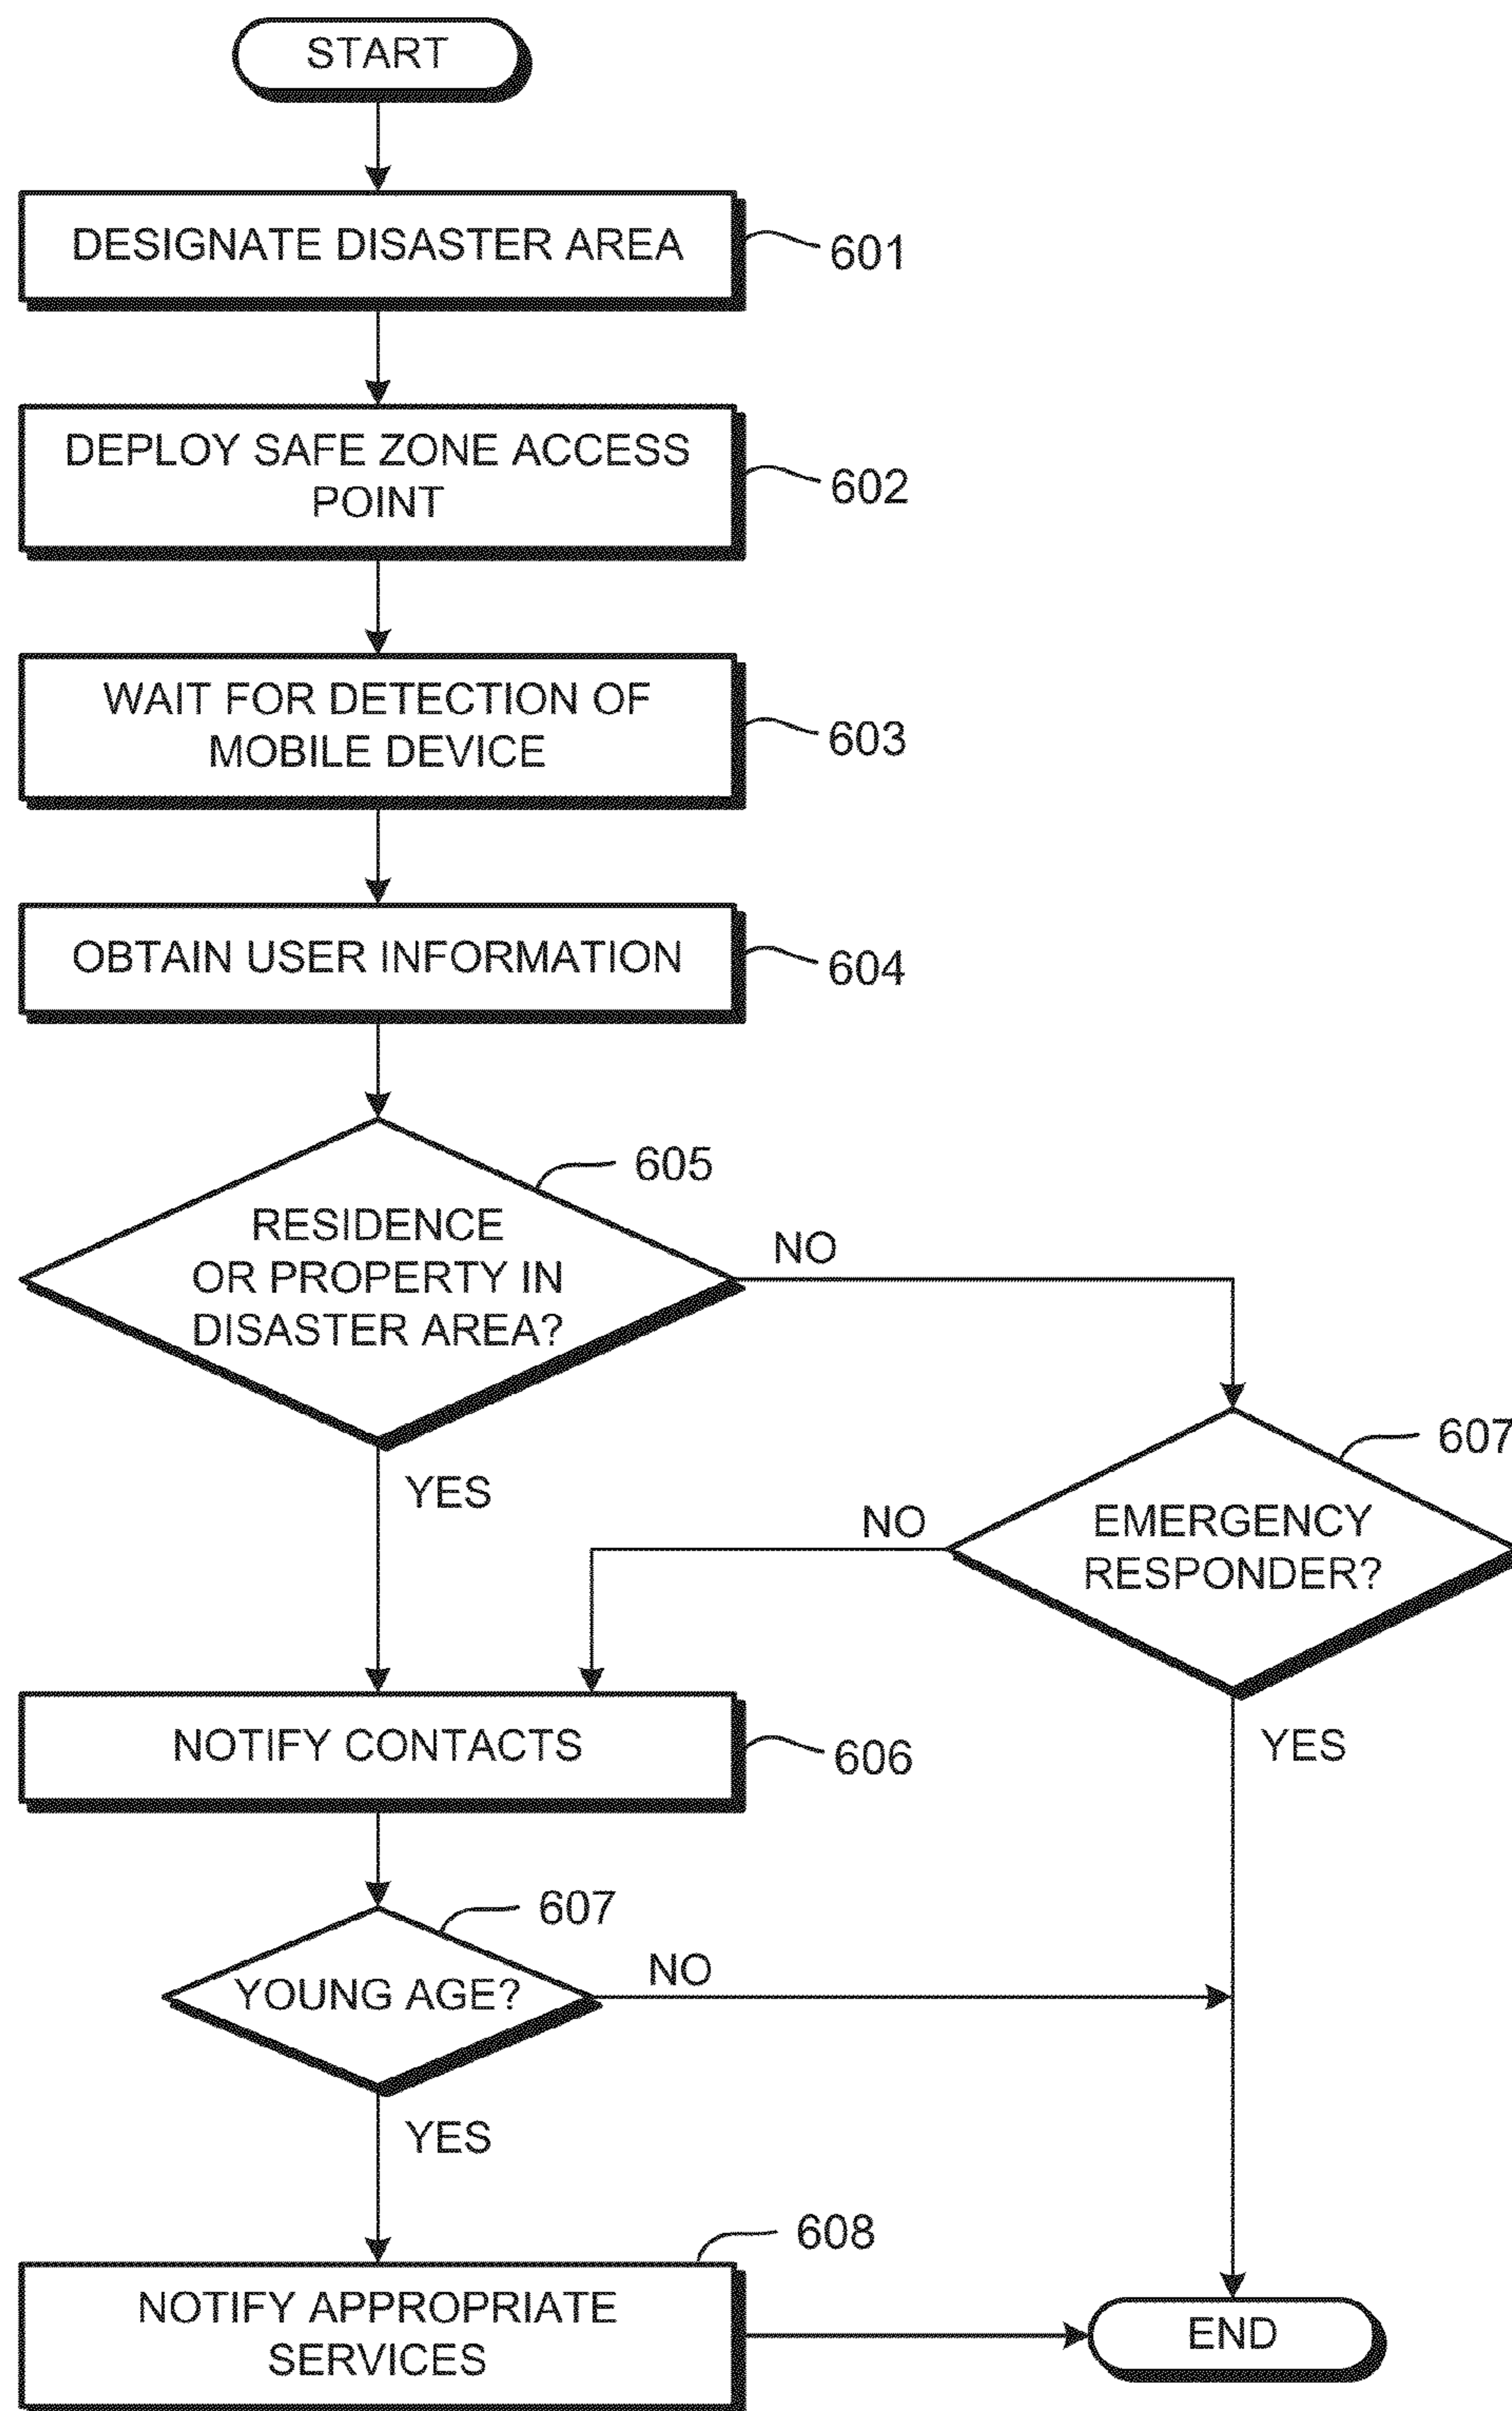 START
DESIGNATE DISASTER AREA
601
DEPLOY SAFE ZONE ACCESS
POINT
602
WAIT FOR DETECTION OF
MOBILE DEVICE
603
OBTAIN USER INFORMATION
604
605
RESIDENCE
OR PROPERTY IN
DISASTER AREA?
NO
YES
607
EMERGENCY
RESPONDER?
NO
YES
NOTIFY CONTACTS
606
607
YOUNG AGE?
NO
YES
608
NOTIFY APPROPRIATE
SERVICES
END